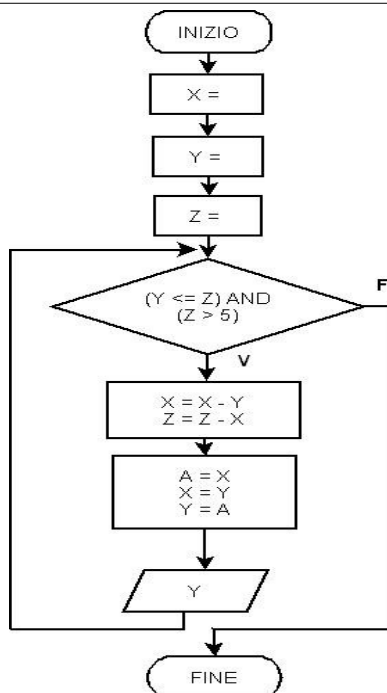 INIZIO
X =
Y =
Z =
(Y <= Z) AND
(Z > 5)
F
V
X = X - Y
Z = Z - X
A = X
X = Y
Y = A
Y
FINE